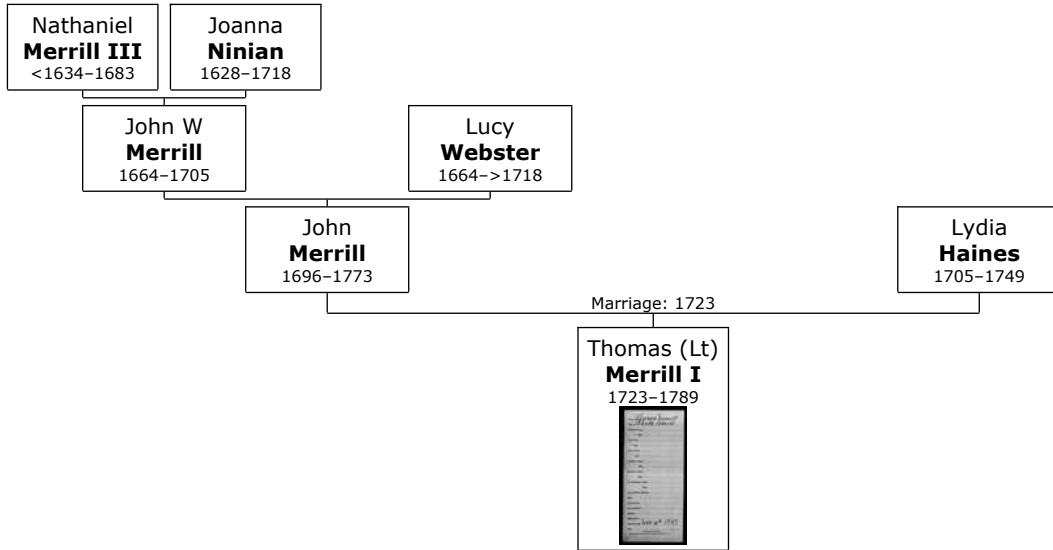 Nathaniel
Merrill III
<1634–1683
Joanna
Ninian
1628–1718
John W
Merrill
1664–1705
Lucy
Webster
1664–>1718
John
Merrill
1696–1773
Lydia
Haines
1705–1749
Marriage: 1723
Thomas (Lt)
Merrill I
1723–1789